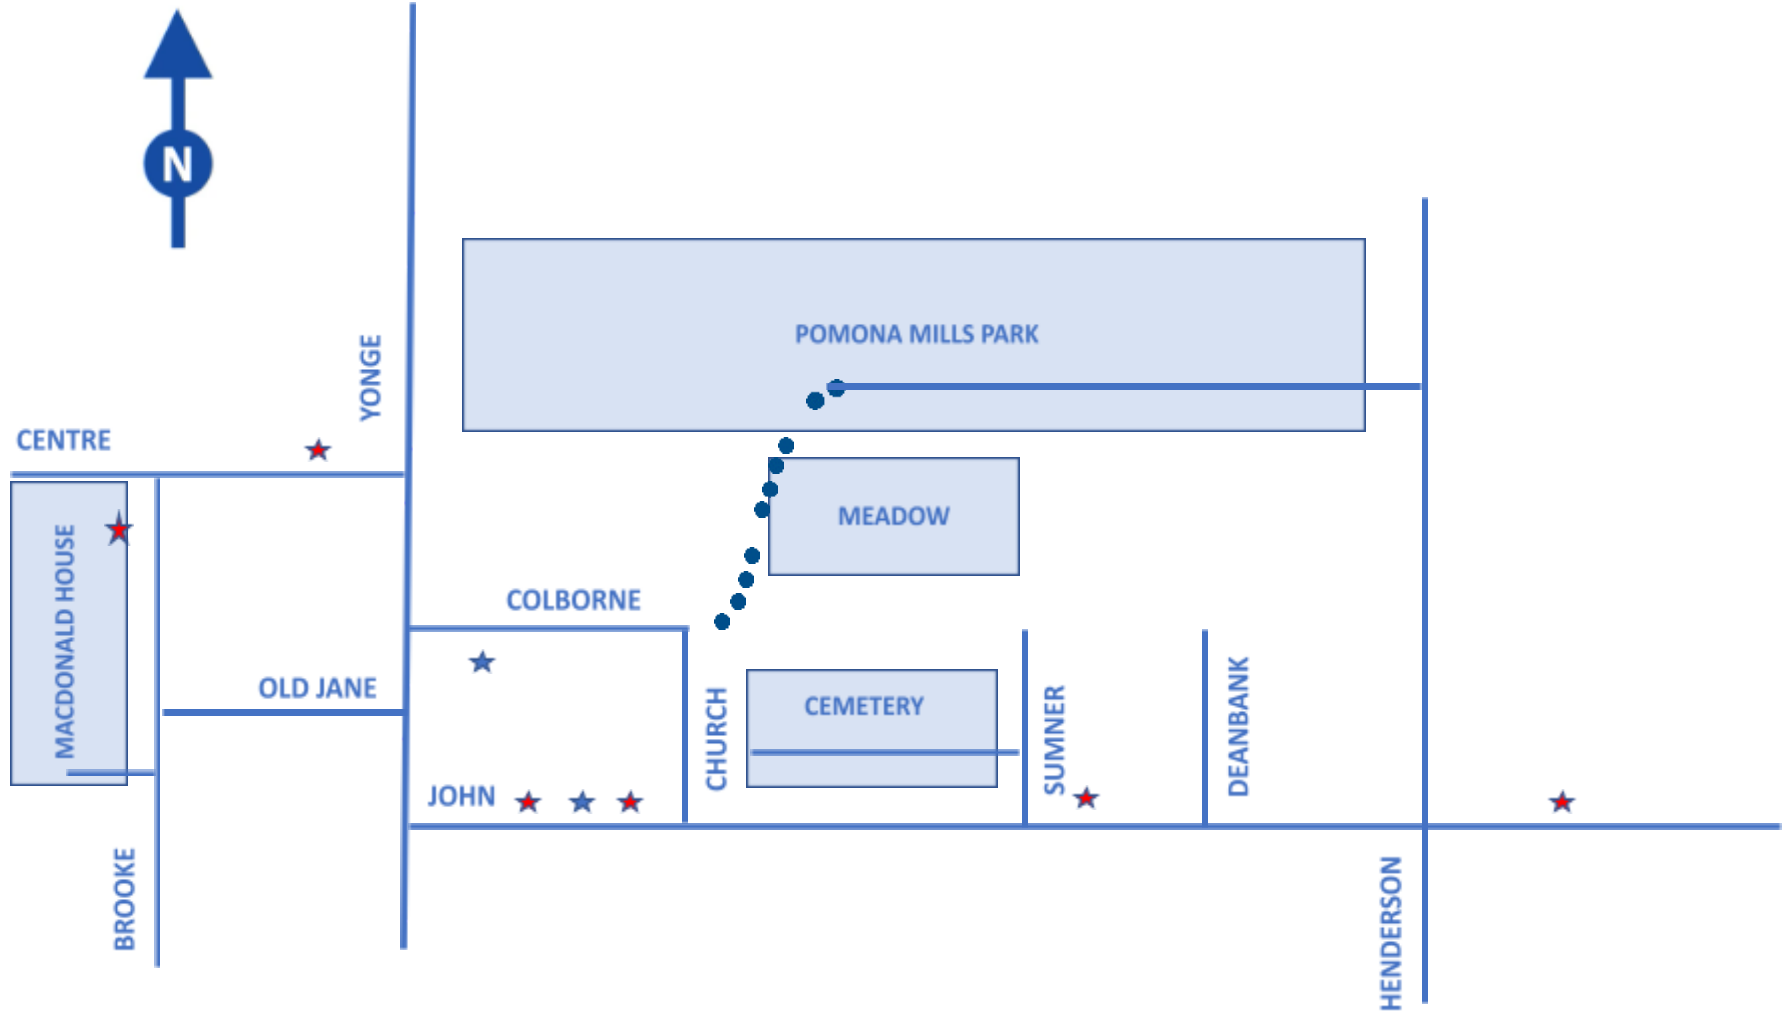 N
YONGE
POMONA MILLS PARK
CENTRE
MACDONALD HOUSE
MEADOW
COLBORNE
OLD JANE
CHURCH
CEMETERY
SUMNER
DEANBANK
JOHN
BROOKE
HENDERSON